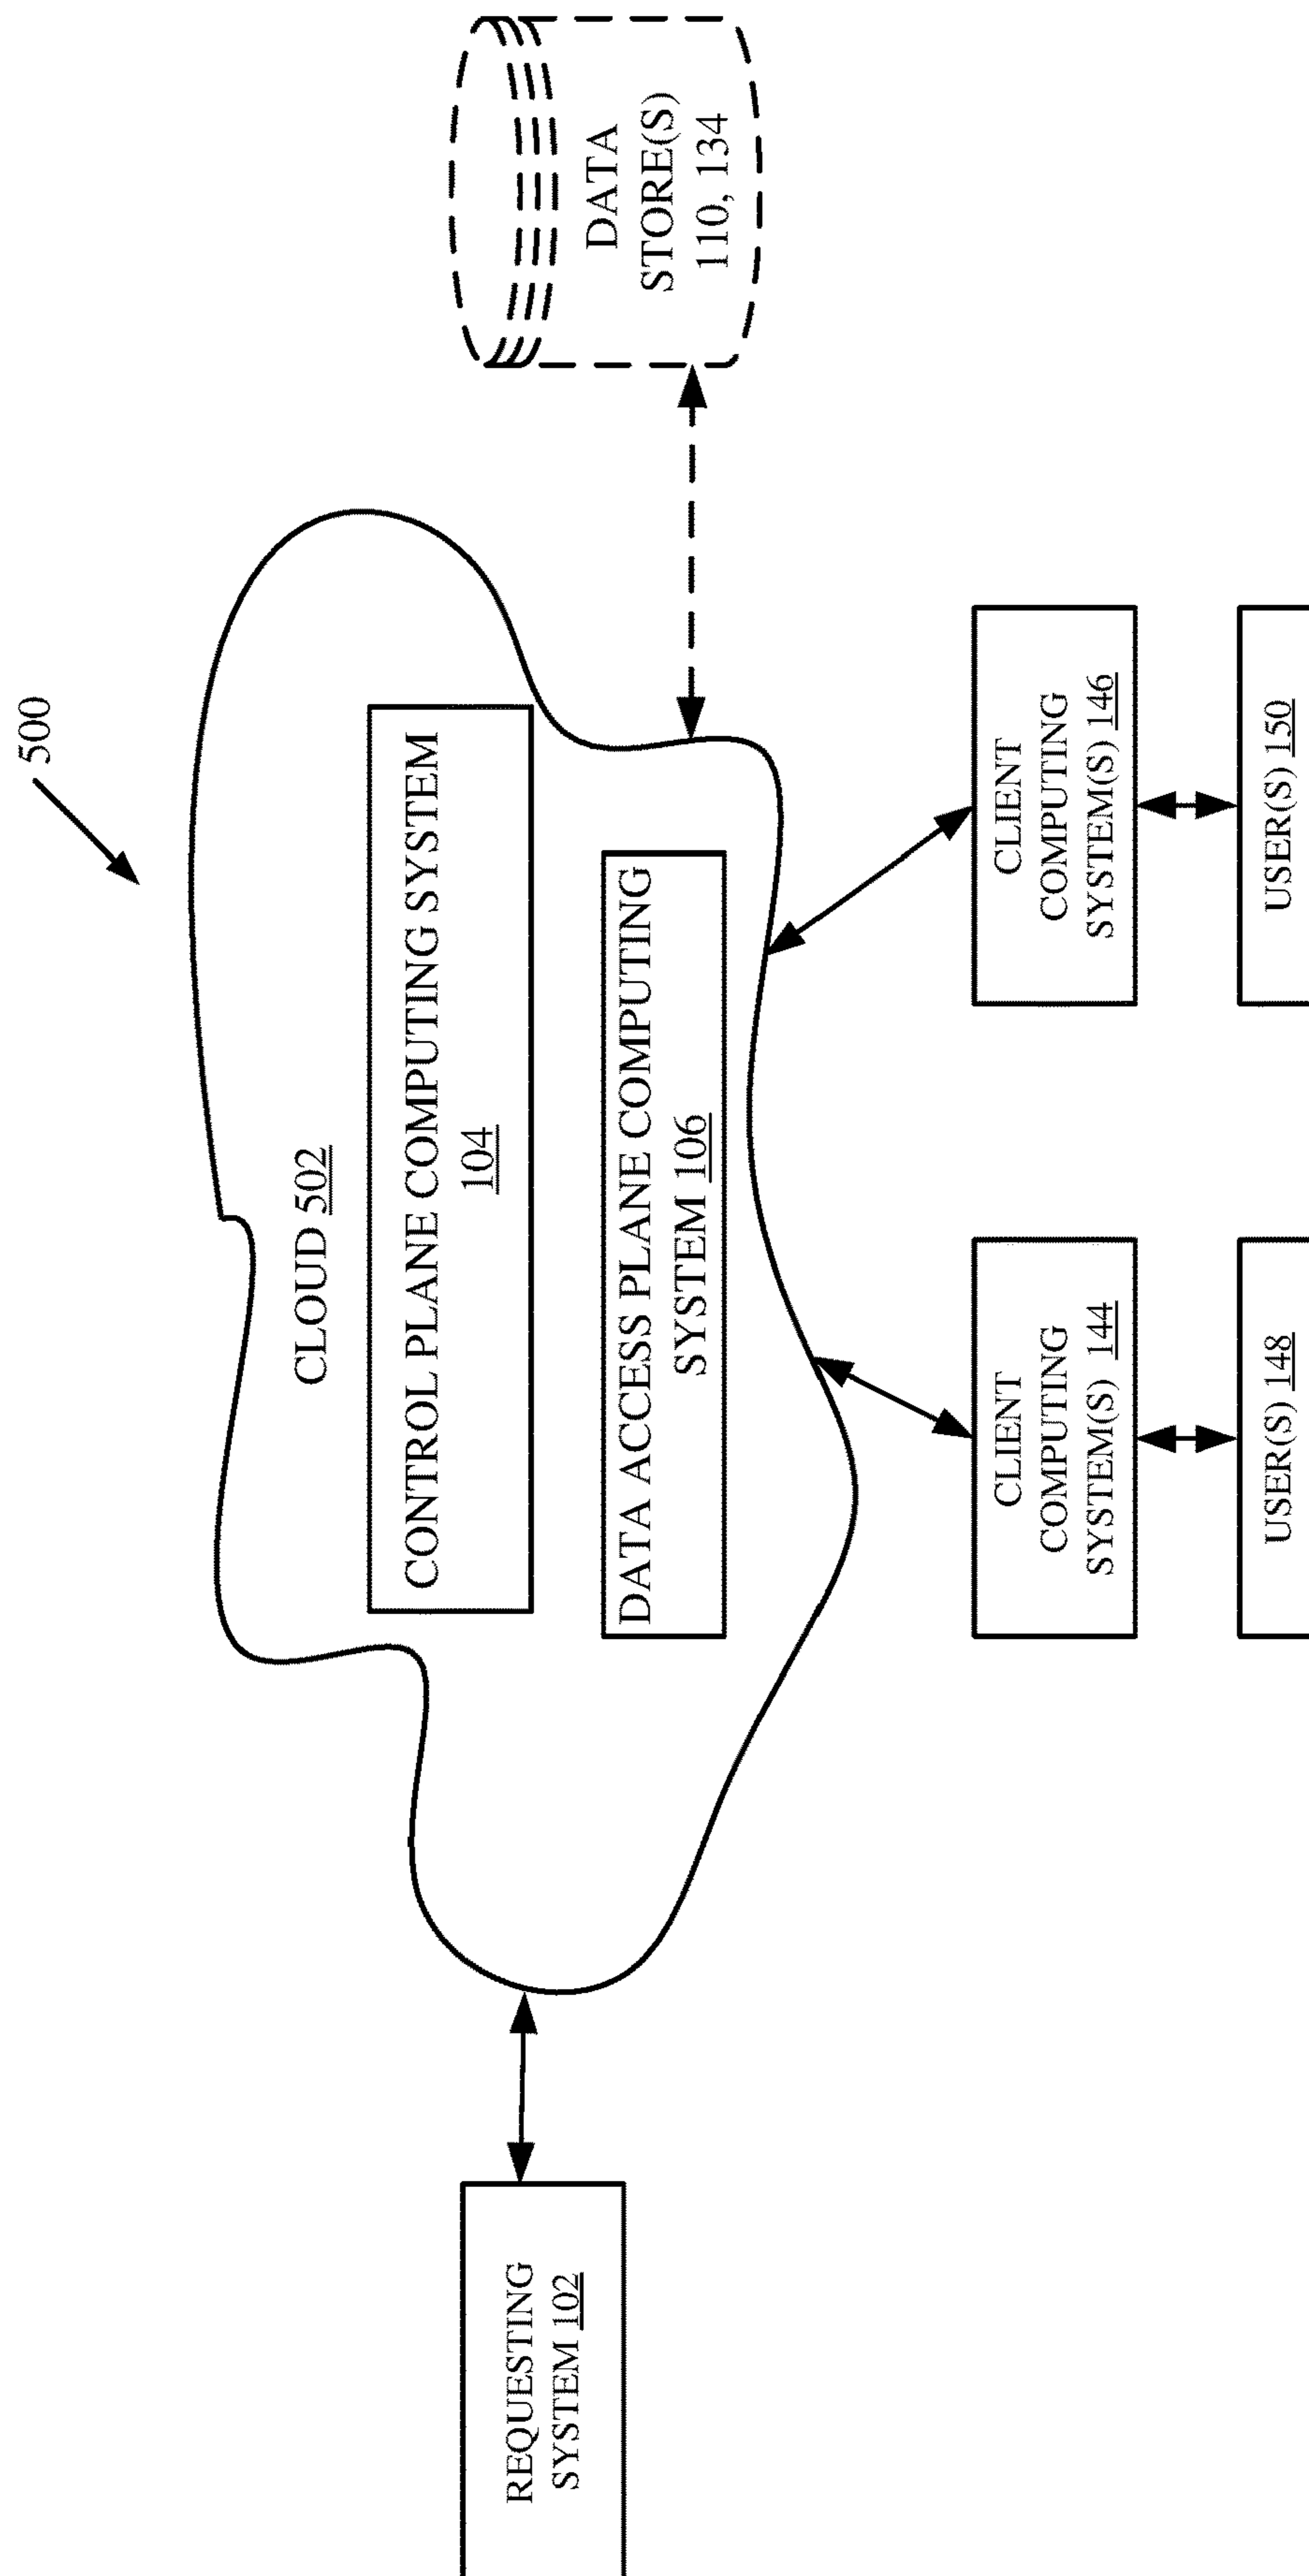 500
CLOUD 502
CONTROL PLANE COMPUTING SYSTEM
104
DATA ACCESS PLANE COMPUTING
SYSTEM 106
REQUESTING
SYSTEM 102
DATA
STORE(S)
110, 134
CLIENT
COMPUTING
SYSTEM(S) 144
CLIENT
COMPUTING
SYSTEM(S) 146
USER(S) 148
USER(S) 150